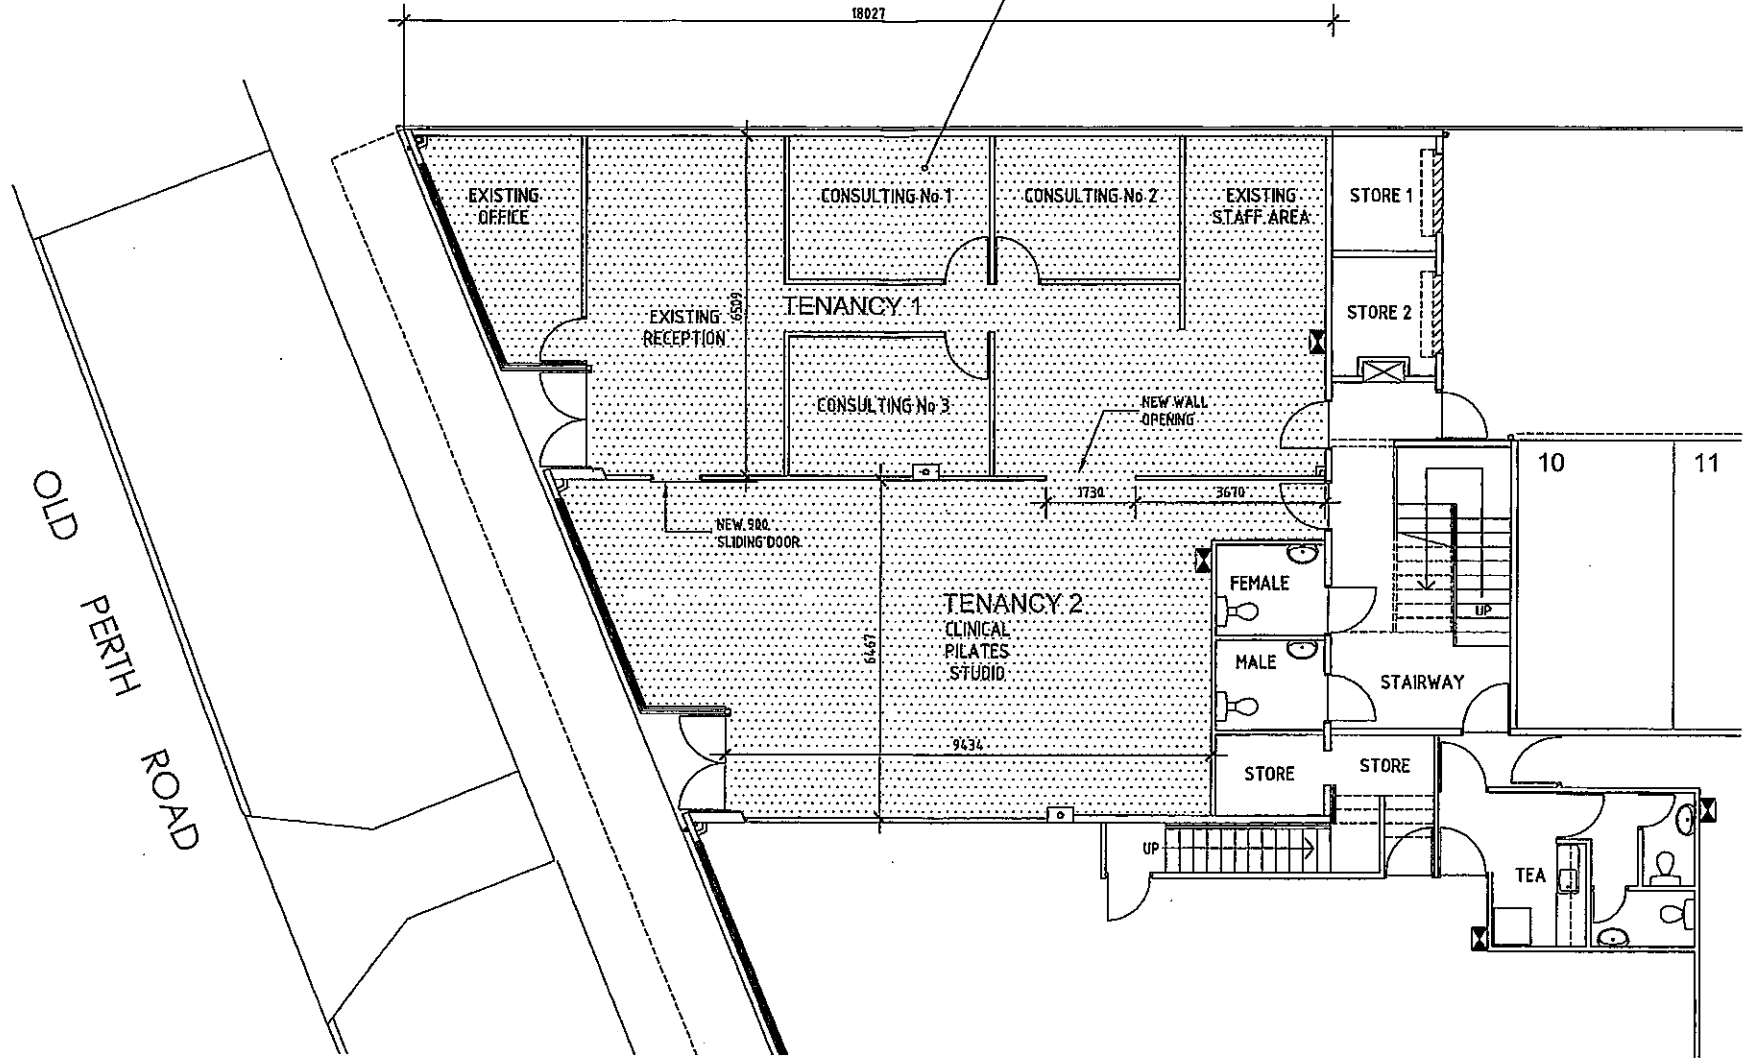 18027
EXISTING
OFFICE
CONSULTING No 1
CONSULTING No 2
EXISTING
STAFF AREA
STORE 1
6509
TENANCY 1
EXISTING
RECEPTION
STORE 2
CONSULTING No 3
NEW WALL
OPENING
10
11
1730
3670
NEW 900
SLIDING DOOR
OLD PERTH ROAD
FEMALE
UP
TENANCY 2
CLINICAL
PILATES
STUDIO
6467
MALE
STAIRWAY
9434
STORE
STORE
UP
TEA